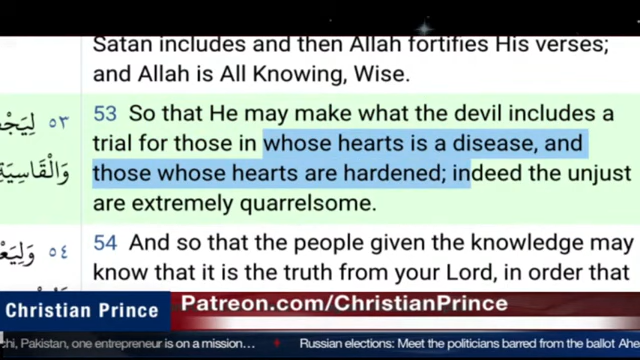 Satan includes and then Allah fortifies His verses;
and Allah is All Knowing, Wise.
53 So that He may make what the devil includes a
trial for those in whose hearts is a disease, and
those whose hearts are hardened; indeed the unjust
are extremely quarrelsome.
٥٣ لِيَجْ
وَالْقَاسِيَةِ
54 And so that the people given the knowledge may
know that it is the truth from your Lord, in order that
٥٤
Christian Prince
Patreon.com/ChristianPrince
Pakistan, one entrepreneur is on a mission...
Russian elections: Meet the politicians barred from the ballot